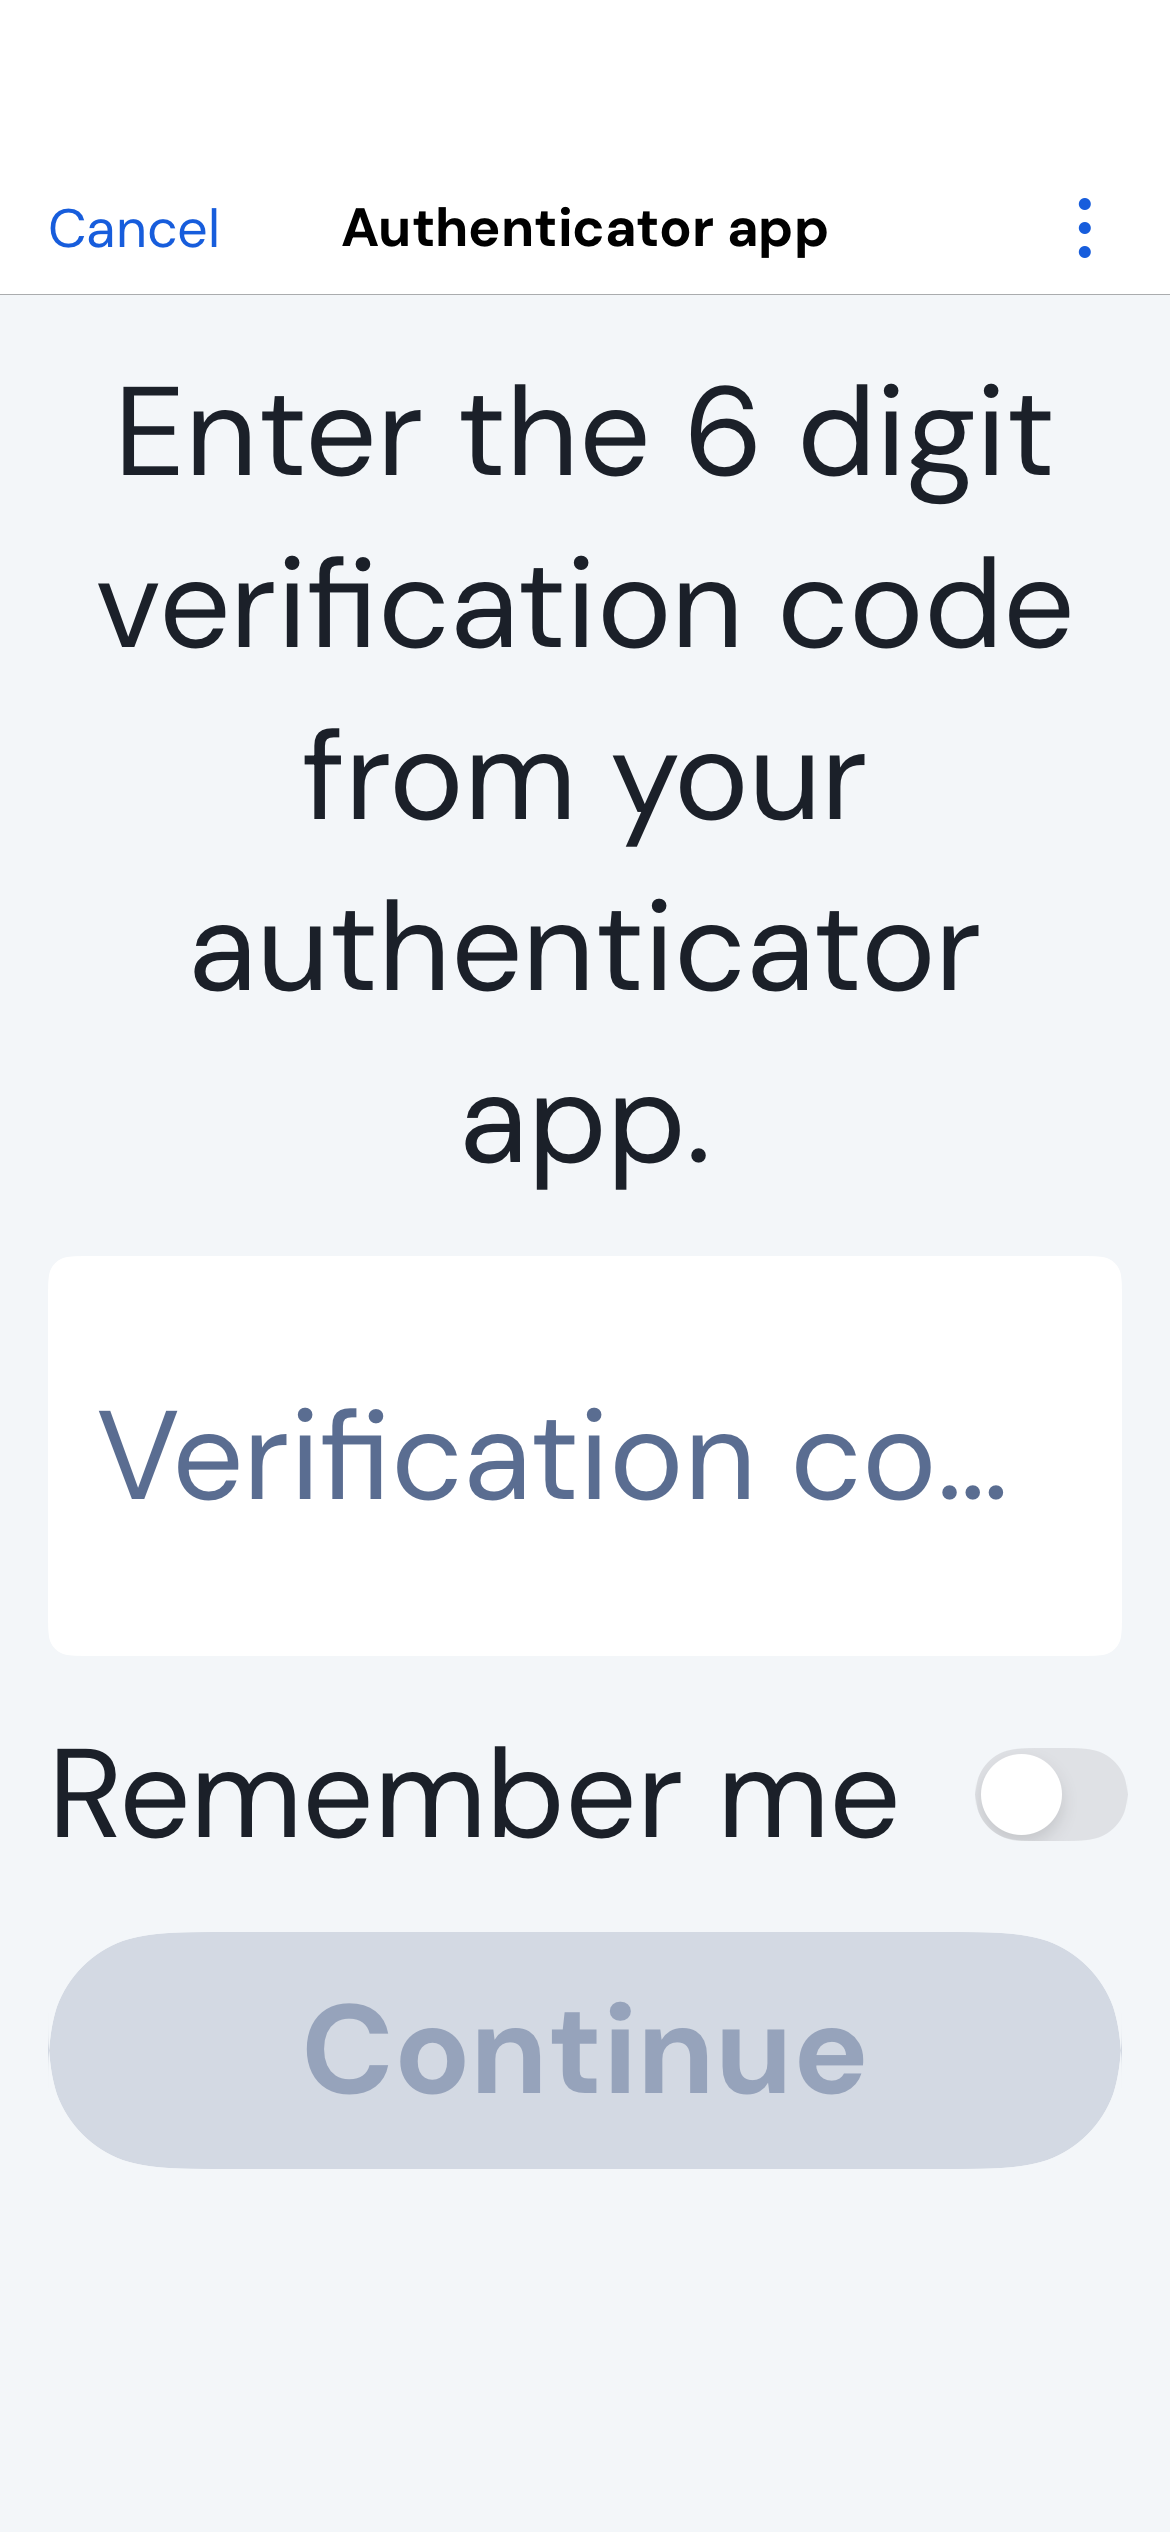 Cancel Authenticator app
Enter the 6 digit
verification code
from your
authenticator
app.
Verification co...
Remember me
Continue